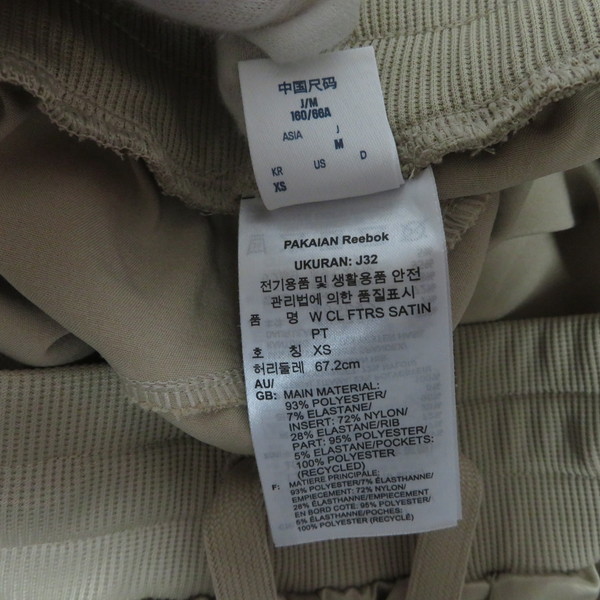 中国尺码
J/M
160/66A
ASIA J
M
KR US D
XS
PAKAIAN Reebok
UKURAN: J32
전기용품 및 생활용품 안전
관리법에 의한 품질표시
품 명 W CL FTRS SATIN
PT
호 칭 XS
허리둘레 67.2cm
AU/
GB: MAIN MATERIAL:
93% POLYESTER/
7% ELASTANE/
INSERT: 72% NYLON/
28% ELASTANE/RIB
PART: 95% POLYESTER/
5% ELASTANE/POCKETS:
100% POLYESTER
(RECYCLED)
F: MATIÈRE PRINCIPALE:
93% POLYESTER/7% ÉLASTHANNE/
EMPIECEMENT: 72% NYLON/
28% ÉLASTHANNE/EMPIECEMENT
EN BORD COTE: 95% POLYESTER/
5% ÉLASTHANNE/POCHES:
100% POLYESTER (RECYCLÉ)